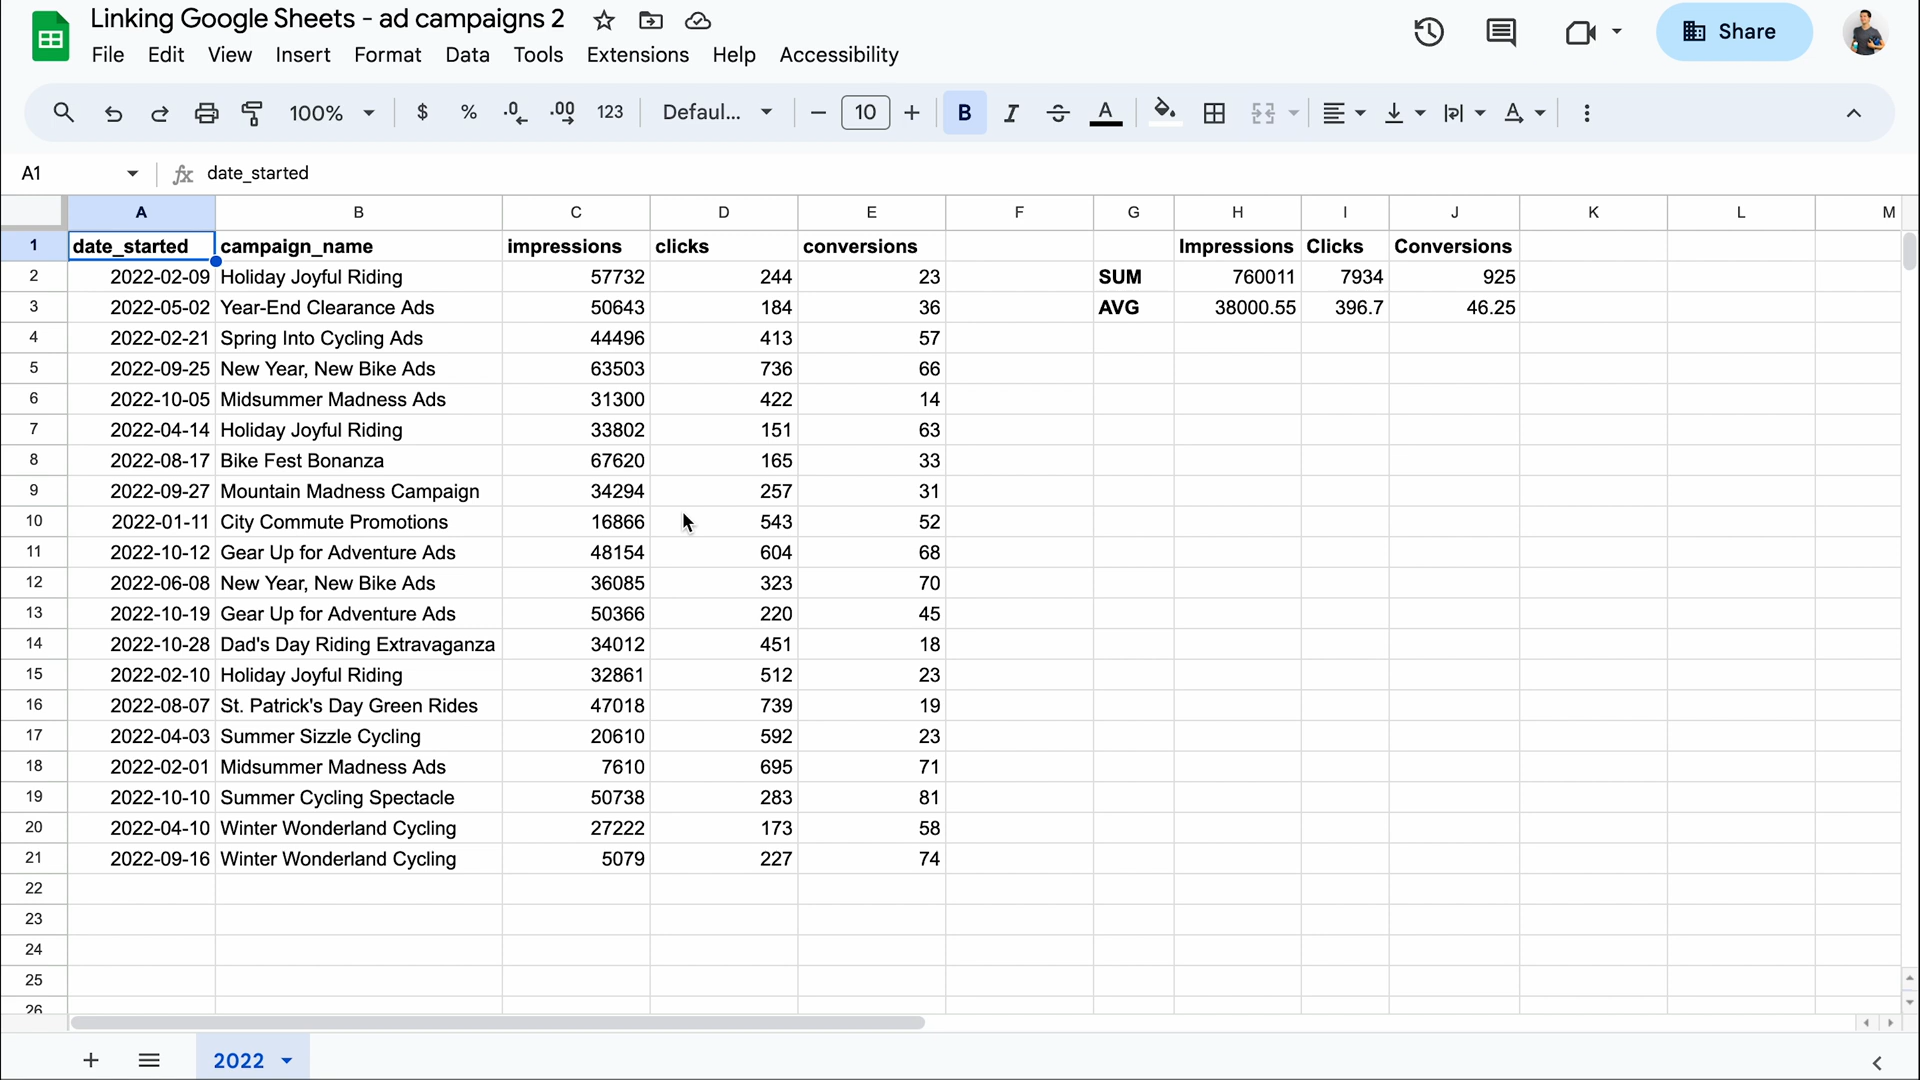 Linking Google Sheets - ad campaigns 2
File Edit View Insert Format Data Tools Extensions Help Accessibility
Share
100% $ % .0 .00 123 Defaul... 10 B I S A A
A1 fx date_started
A B C D E F G H I J K L M
1 date_started campaign_name impressions clicks conversions Impressions Clicks Conversions
2 2022-02-09 Holiday Joyful Riding 57732 244 23 SUM 760011 7934 925
3 2022-05-02 Year-End Clearance Ads 50643 184 36 AVG 38000.55 396.7 46.25
4 2022-02-21 Spring Into Cycling Ads 44496 413 57
5 2022-09-25 New Year, New Bike Ads 63503 736 66
6 2022-10-05 Midsummer Madness Ads 31300 422 14
7 2022-04-14 Holiday Joyful Riding 33802 151 63
8 2022-08-17 Bike Fest Bonanza 67620 165 33
9 2022-09-27 Mountain Madness Campaign 34294 257 31
10 2022-01-11 City Commute Promotions 16866 543 52
11 2022-10-12 Gear Up for Adventure Ads 48154 604 68
12 2022-06-08 New Year, New Bike Ads 36085 323 70
13 2022-10-19 Gear Up for Adventure Ads 50366 220 45
14 2022-10-28 Dad's Day Riding Extravaganza 34012 451 18
15 2022-02-10 Holiday Joyful Riding 32861 512 23
16 2022-08-07 St. Patrick's Day Green Rides 47018 739 19
17 2022-04-03 Summer Sizzle Cycling 20610 592 23
18 2022-02-01 Midsummer Madness Ads 7610 695 71
19 2022-10-10 Summer Cycling Spectacle 50738 283 81
20 2022-04-10 Winter Wonderland Cycling 27222 173 58
21 2022-09-16 Winter Wonderland Cycling 5079 227 74
22
23
24
25
26
2022